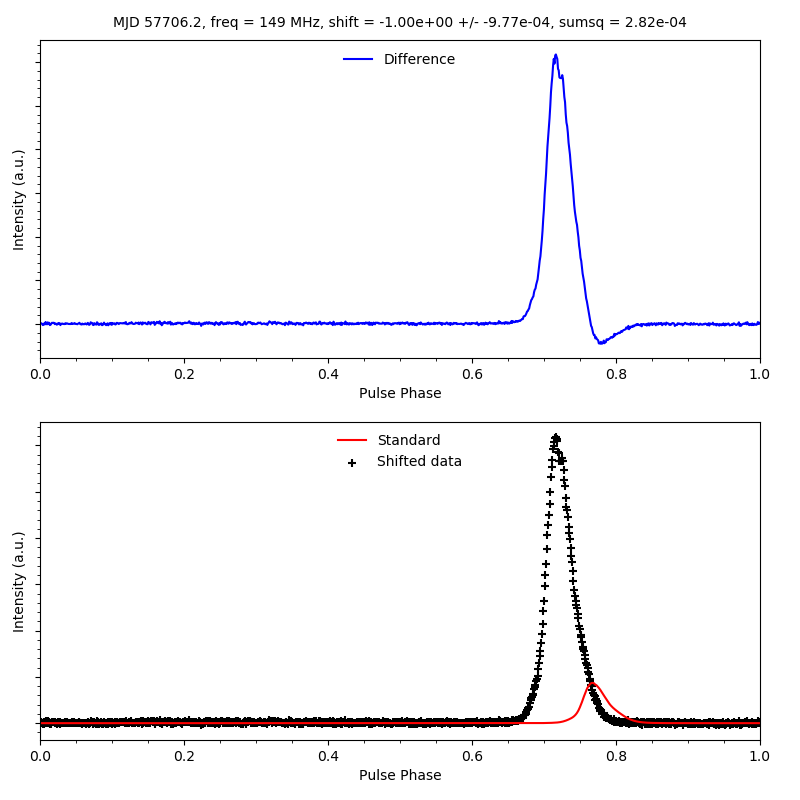 MJD 57706.2, freq = 149 MHz, shift = -1.00e+00 +/- -9.77e-04, sumsq = 2.82e-04
Difference
Intensity (a.u.)
0.0 0.2 0.4 0.6 0.8 1.0
Pulse Phase
Standard
Shifted data
Intensity (a.u.)
0.0 0.2 0.4 0.6 0.8 1.0
Pulse Phase